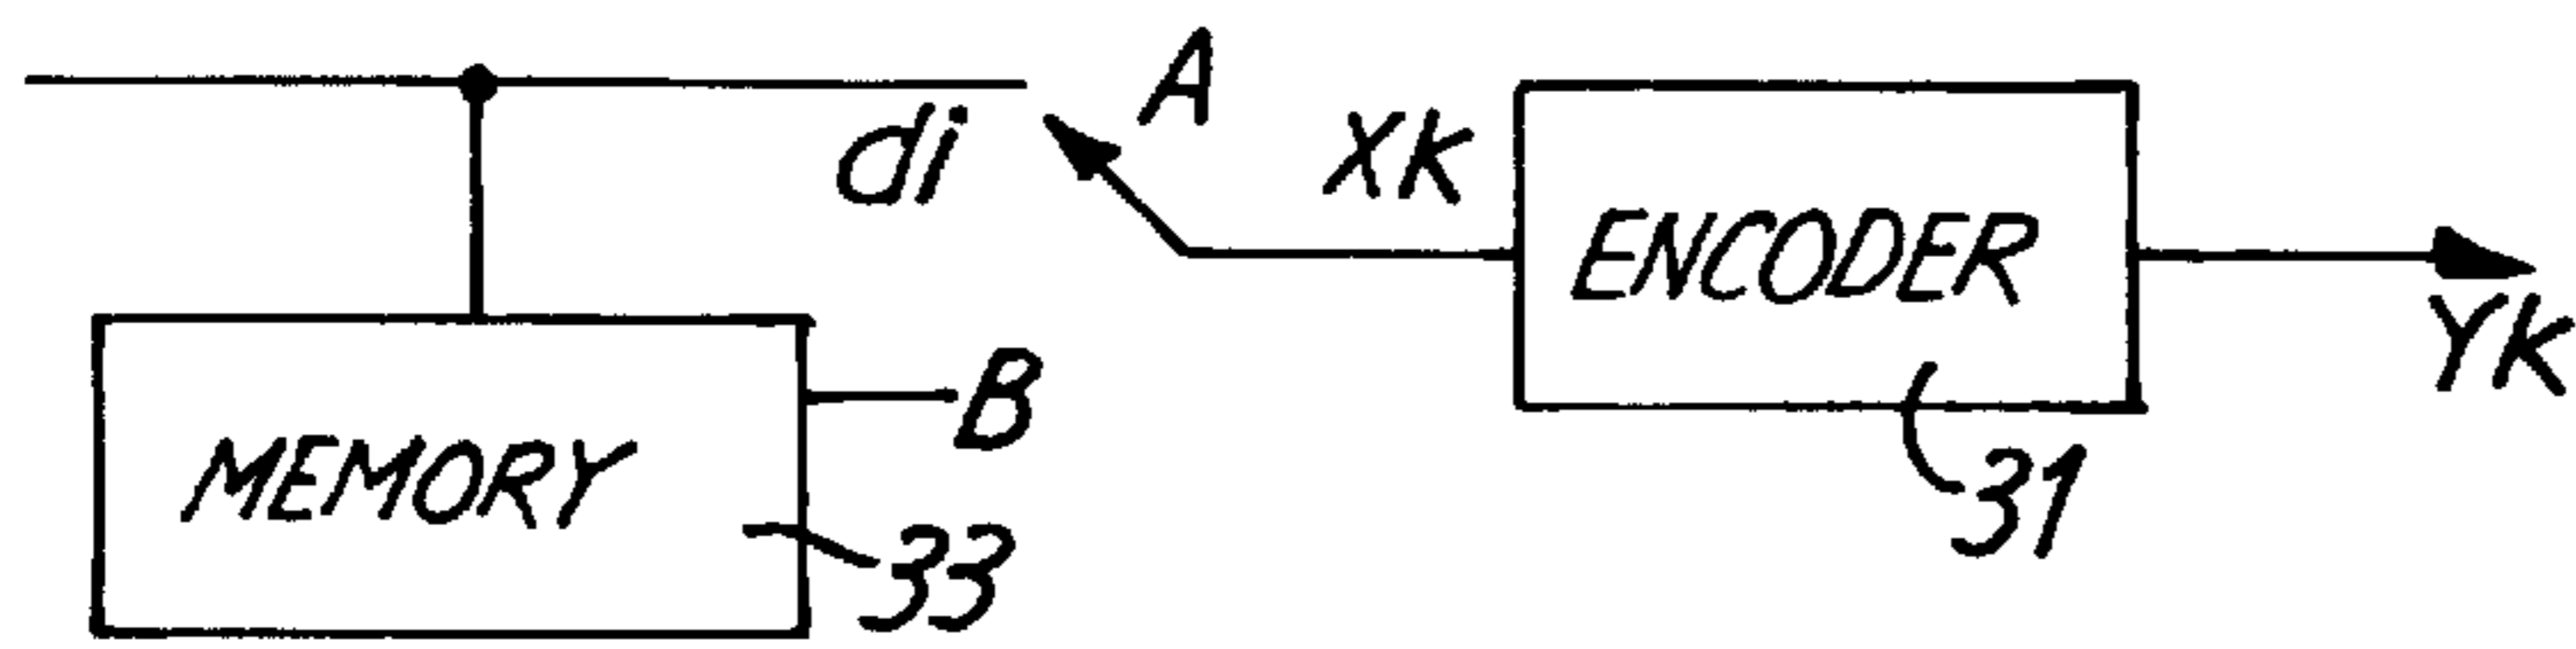 A
di
XK
ENCODER
YK
B
MEMORY
31
33